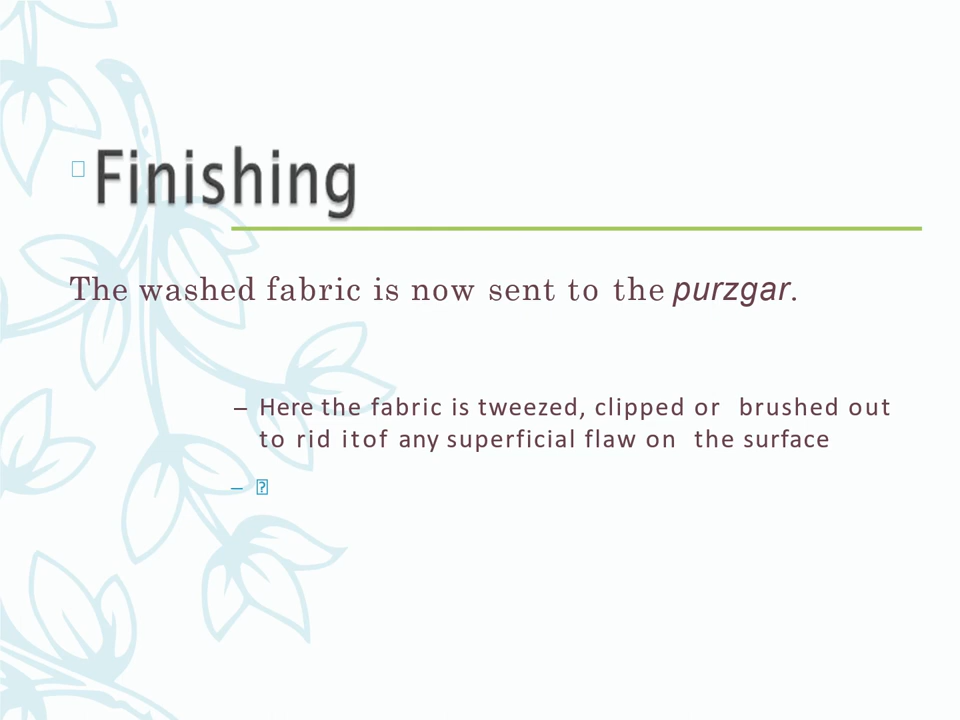 Finishing
The washed fabric is now sent to the purzgar.
– Here the fabric is tweezed, clipped or brushed out
to rid itof any superficial flaw on the surface
–